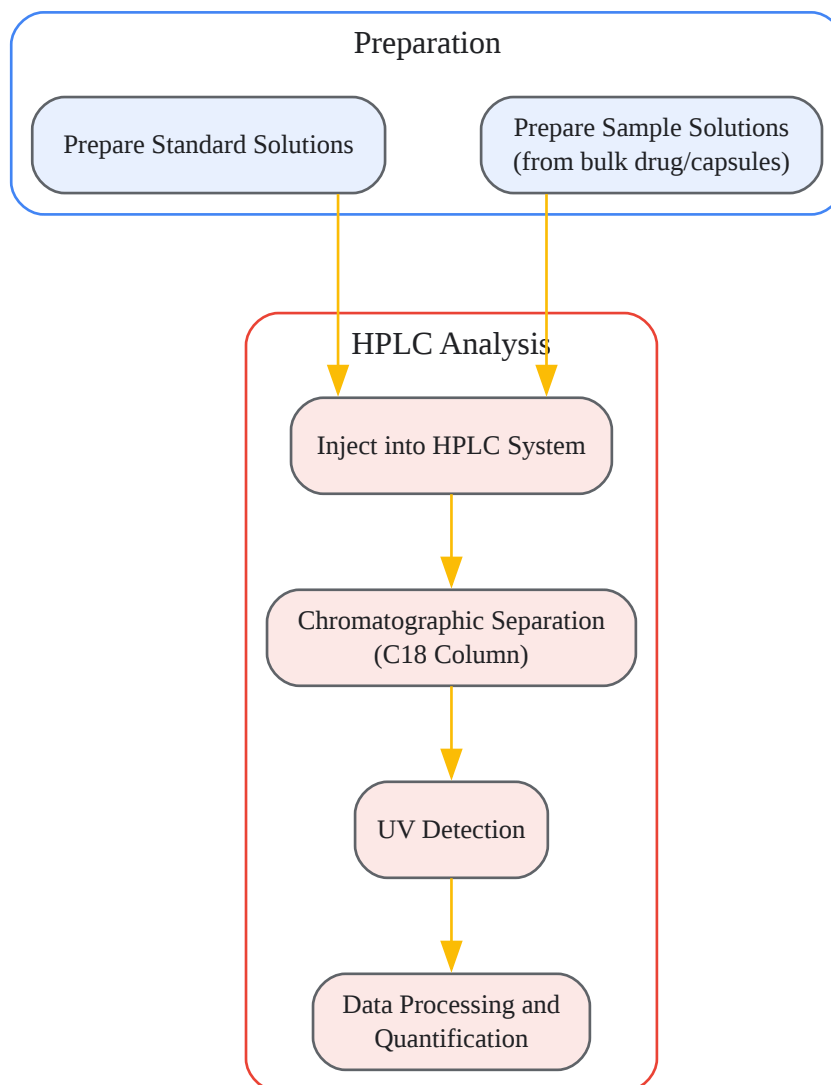 Preparation
Prepare Standard Solutions
Prepare Sample Solutions
(from bulk drug/capsules)
HPLC Analysis
Inject into HPLC System
Chromatographic Separation
(C18 Column)
UV Detection
Data Processing and
Quantification